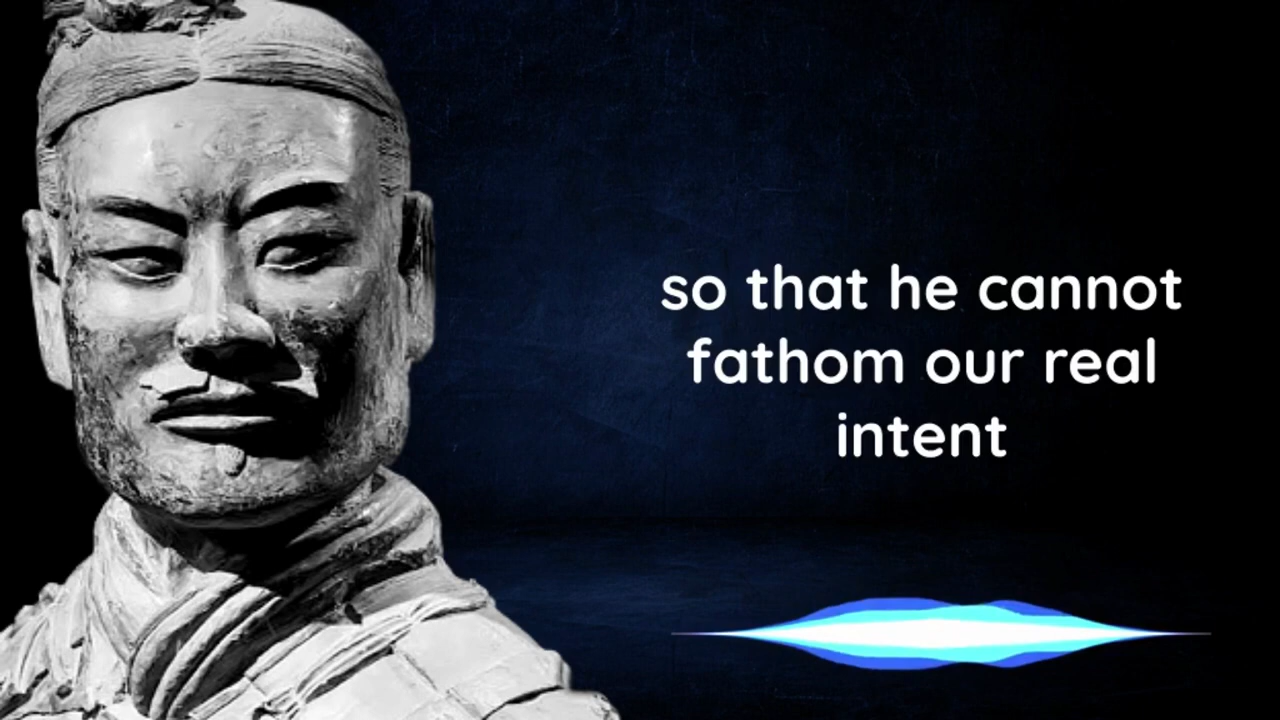 so that he cannot
fathom our real
intent